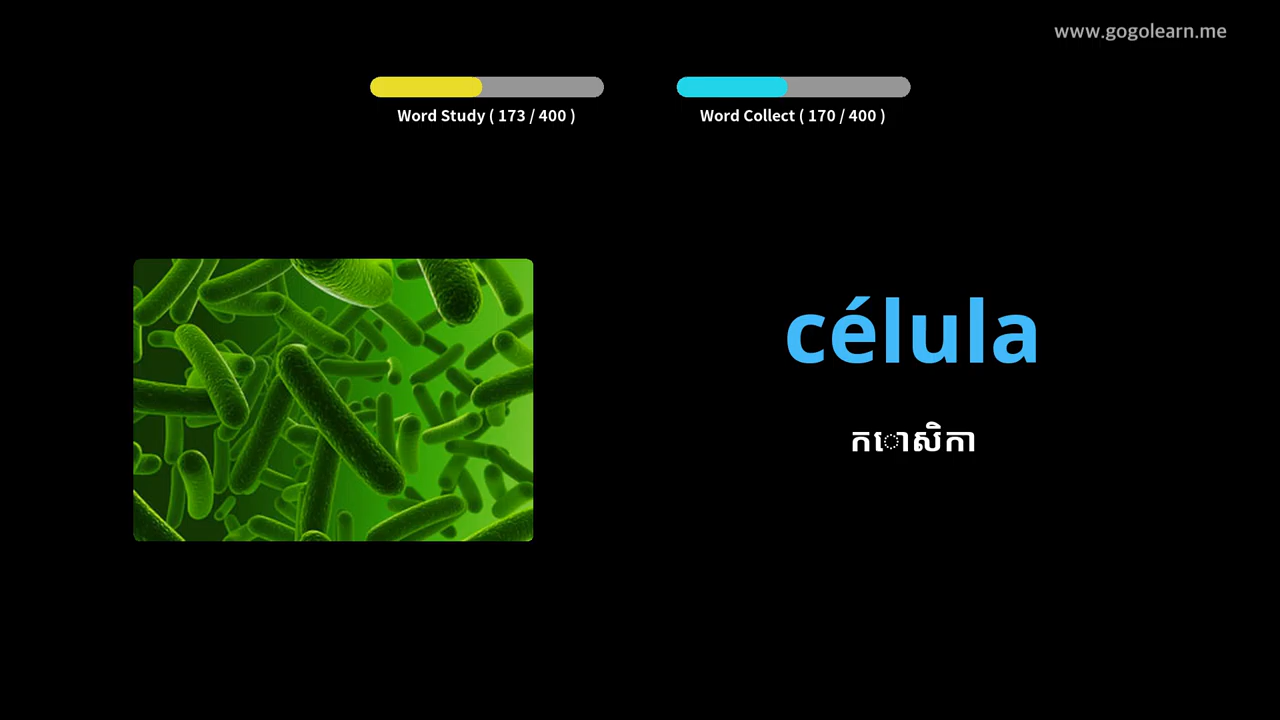 www.gogolearn.me
Word Study ( 173 / 400 )
Word Collect ( 170 / 400 )
célula
កោសិកា